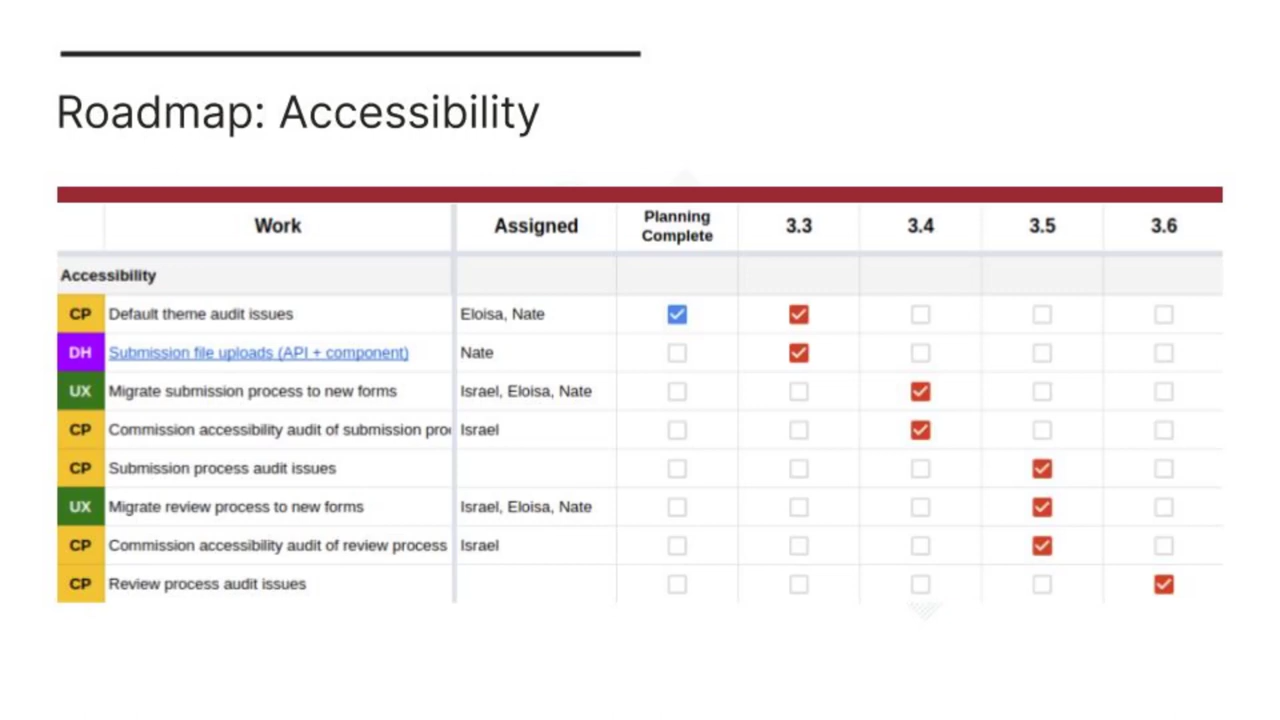 Roadmap: Accessibility
Work Assigned Planning Complete 3.3 3.4 3.5 3.6
Accessibility
CP Default theme audit issues Eloisa, Nate
DH Submission file uploads (API + component) Nate
UX Migrate submission process to new forms Israel, Eloisa, Nate
CP Commission accessibility audit of submission Israel
CP Submission process audit issues
UX Migrate review process to new forms Israel, Eloisa, Nate
CP Commission accessibility audit of review process Israel
CP Review process audit issues